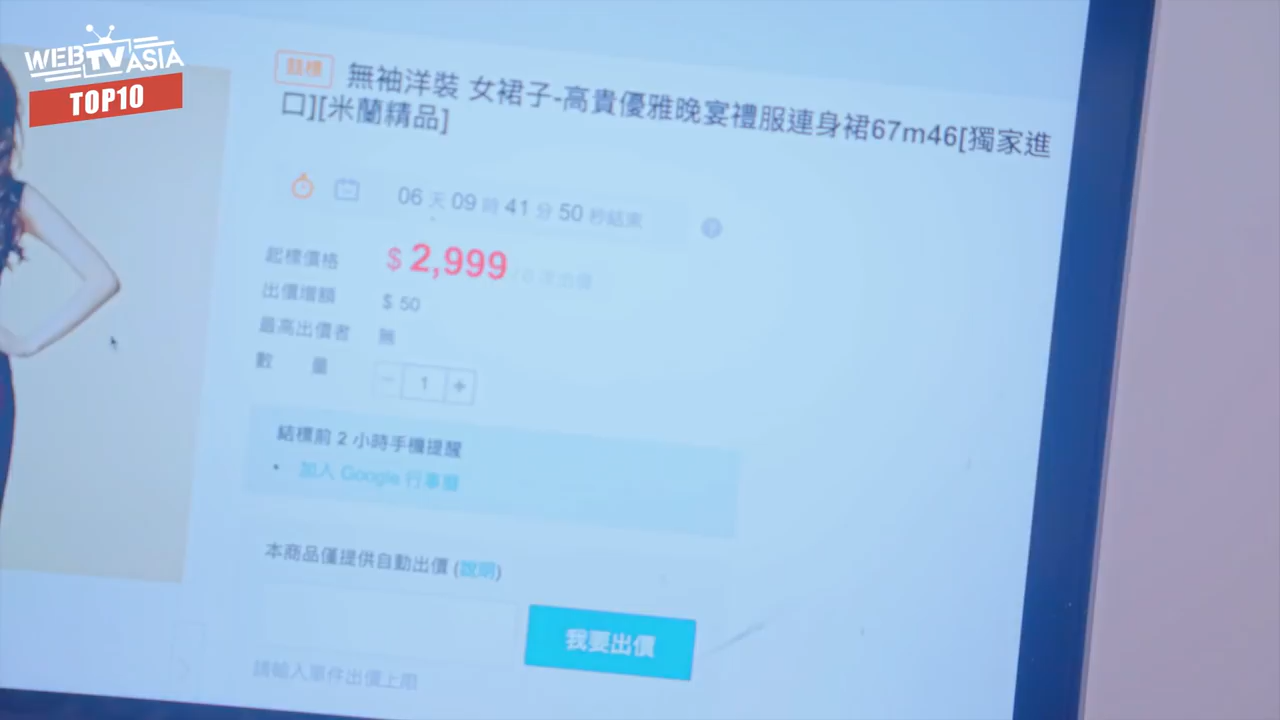 WEBTVASIA
TOP10
競標 無袖洋裝 女裙子-高貴優雅晚宴禮服連身裙67m46[獨家進
口][米蘭精品]
06 天 09 時 41 分 50 秒結束
起標價格 $ 2,999 / 0 次出價
出價增額 $ 50
最高出價者 無
數 量 1
結標前 2 小時手機提醒
• 加入 Google 行事曆
本商品僅提供自動出價 (說明)
我要出價
請輸入單件出價上限